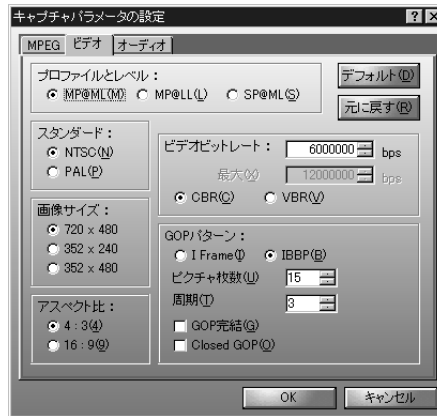 キャプチャパラメータの設定
MPEG ビデオ オーディオ
プロファイルとレベル：
MP@ML(M) MP@LL(L) SP@ML(S)
デフォルト(D)
元に戻す(R)
スタンダード：
NTSC(N)
PAL(P)
ビデオビットレート： 6000000 bps
最大(X) 12000000 bps
CBR(C) VBR(V)
画像サイズ：
720 x 480
352 x 240
352 x 480
GOPパターン：
I Frame(I) IBBP(B)
ピクチャ枚数(U) 15
周期(T) 3
GOP完結(G)
Closed GOP(O)
アスペクト比：
4 : 3(4)
16 : 9(9)
OK キャンセル